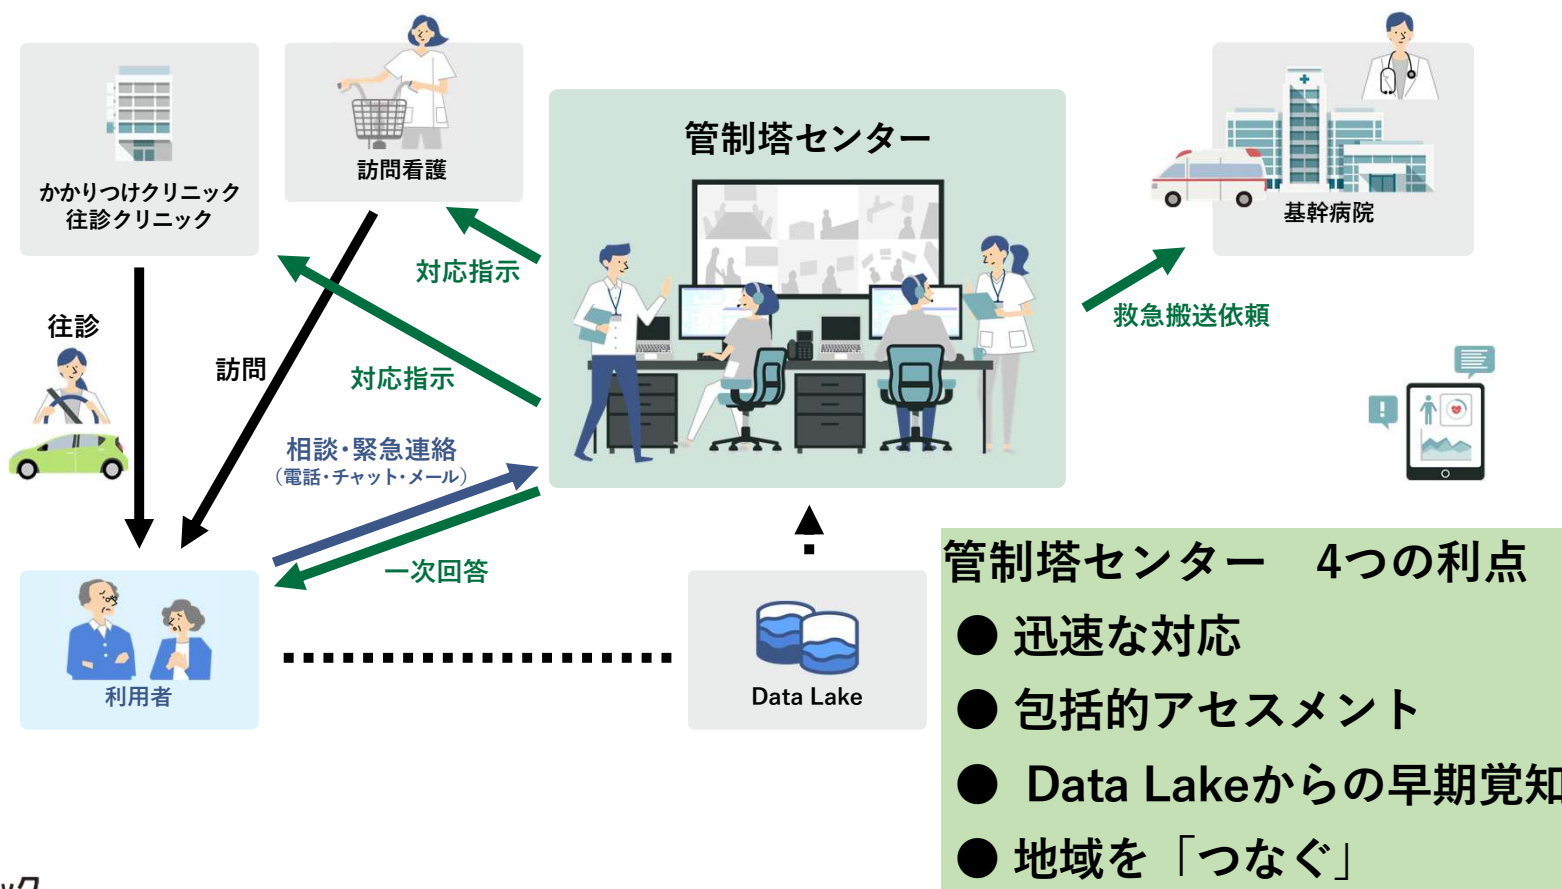 管制塔センター
訪問看護
かかりつけクリニック
往診クリニック
基幹病院
対応指示
救急搬送依頼
往診
訪問
対応指示
相談・緊急連絡
（電話・チャット・メール）
一次回答
利用者
Data Lake
管制塔センター　4つの利点
● 迅速な対応
● 包括的アセスメント
● Data Lakeからの早期覚知
● 地域を「つなぐ」